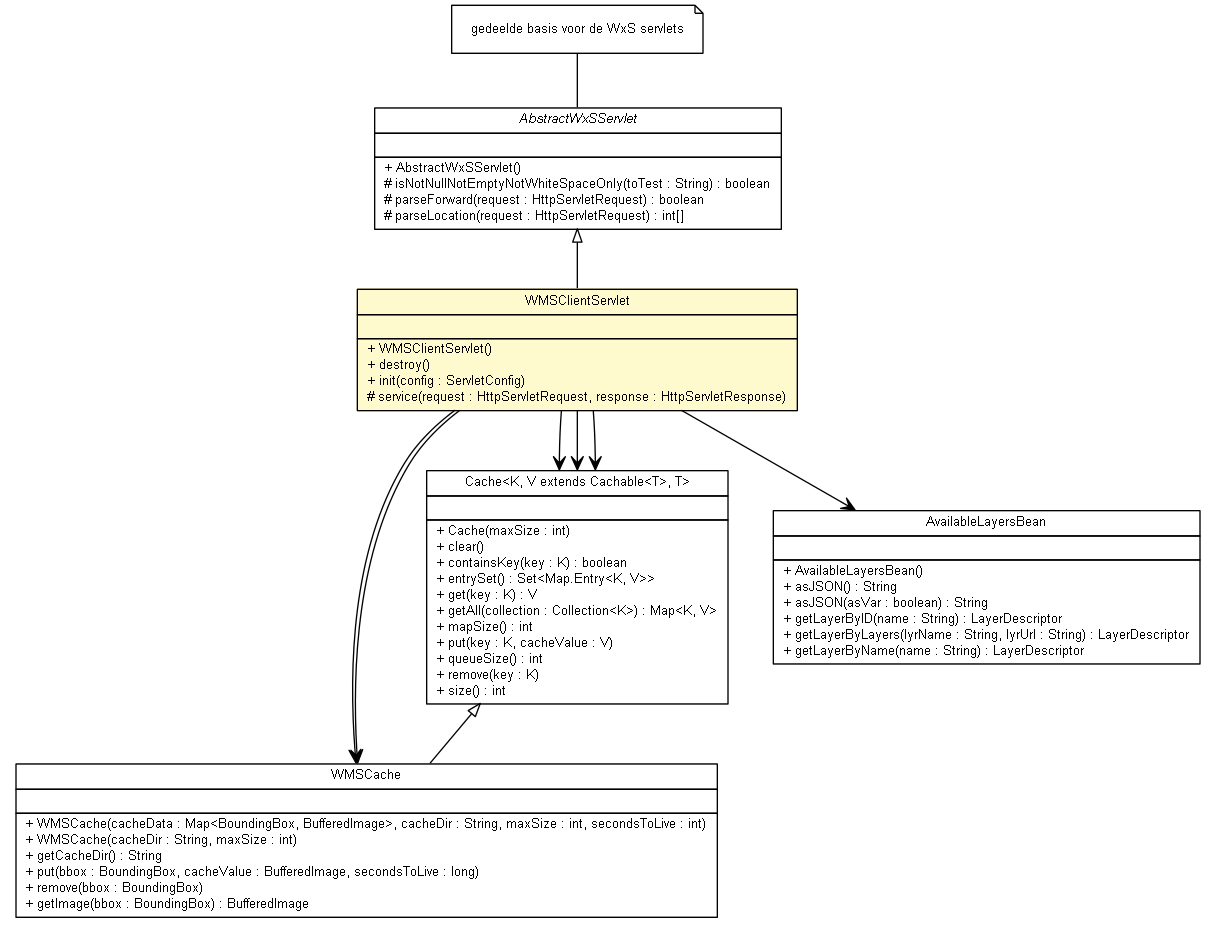 gedeelde basis voor de WxS servlets
AbstractWxSServlet
+ AbstractWxSServlet()
# isNotNullNotEmptyNotWhiteSpaceOnly(toTest : String) : boolean
# parseForward(request : HttpServletRequest) : boolean
# parseLocation(request : HttpServletRequest) : int[]
WMSClientServlet
+ WMSClientServlet()
+ destroy()
+ init(config : ServletConfig)
# service(request : HttpServletRequest, response : HttpServletResponse)
Cache<K, V extends Cachable<T>, T>
+ Cache(maxSize : int)
+ clear()
+ containsKey(key : K) : boolean
+ entrySet() : Set<Map.Entry<K, V>>
+ get(key : K) : V
+ getAll(collection : Collection<K>) : Map<K, V>
+ mapSize() : int
+ put(key : K, cacheValue : V)
+ queueSize() : int
+ remove(key : K)
+ size() : int
AvailableLayersBean
+ AvailableLayersBean()
+ asJSON() : String
+ asJSON(asVar : boolean) : String
+ getLayerByID(name : String) : LayerDescriptor
+ getLayerByLayers(lyrName : String, lyrUrl : String) : LayerDescriptor
+ getLayerByName(name : String) : LayerDescriptor
WMSCache
+ WMSCache(cacheData : Map<BoundingBox, BufferedImage>, cacheDir : String, maxSize : int, secondsToLive : int)
+ WMSCache(cacheDir : String, maxSize : int)
+ getCacheDir() : String
+ put(bbox : BoundingBox, cacheValue : BufferedImage, secondsToLive : long)
+ remove(bbox : BoundingBox)
+ getImage(bbox : BoundingBox) : BufferedImage